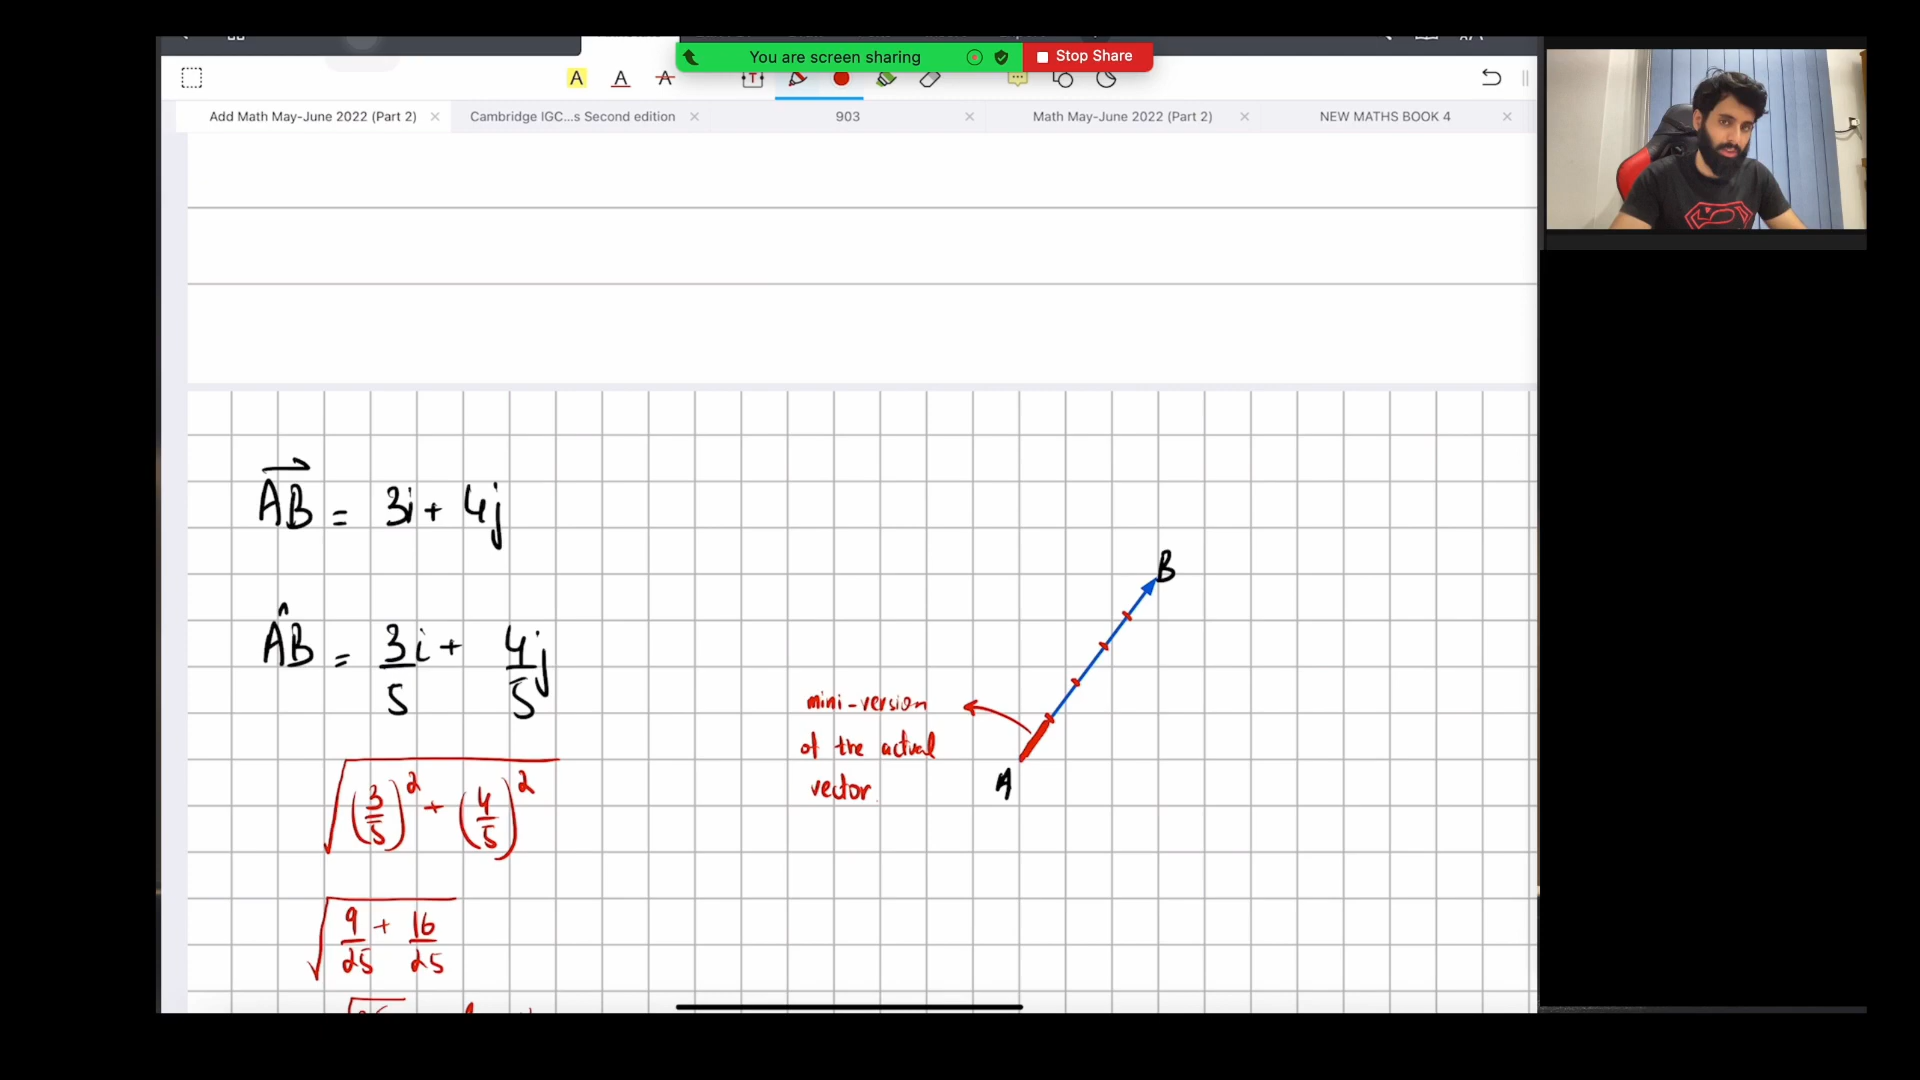 You are screen sharing
Stop Share
A A A T
Add Math May-June 2022 (Part 2) × Cambridge IGC...s Second edition × 903 × Math May-June 2022 (Part 2) × NEW MATHS BOOK 4 ×
AB = 3i + 4j
B
ÂB = 3/5 i + 4/5 j
mini-version
of the actual
vector.
A
√((3/5)² + (4/5)²)
√(9/25 + 16/25)